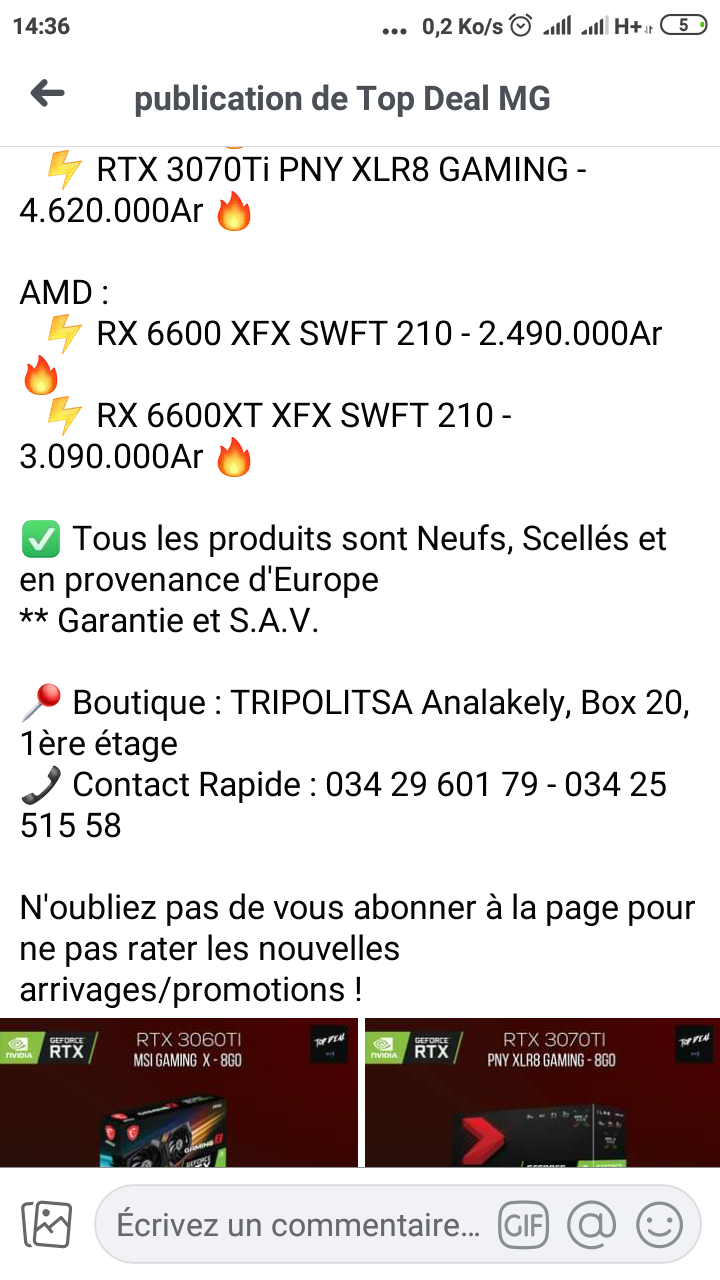 14:36
... 0,2 Ko/s H+ 5
publication de Top Deal MG
⚡ RTX 3070Ti PNY XLR8 GAMING -
4.620.000Ar 🔥
AMD :
⚡ RX 6600 XFX SWFT 210 - 2.490.000Ar
🔥
⚡ RX 6600XT XFX SWFT 210 -
3.090.000Ar 🔥
✅ Tous les produits sont Neufs, Scellés et
en provenance d'Europe
** Garantie et S.A.V.
📍 Boutique : TRIPOLITSA Analakely, Box 20,
1ère étage
📞 Contact Rapide : 034 29 601 79 - 034 25
515 58
N'oubliez pas de vous abonner à la page pour
ne pas rater les nouvelles
arrivages/promotions !
NVIDIA GEFORCE RTX
RTX 3060TI
MSI GAMING X - 8GO
TOP DEAL
NVIDIA GEFORCE RTX
RTX 3070TI
PNY XLR8 GAMING - 8GO
TOP DEAL
Écrivez un commentaire...
GIF @